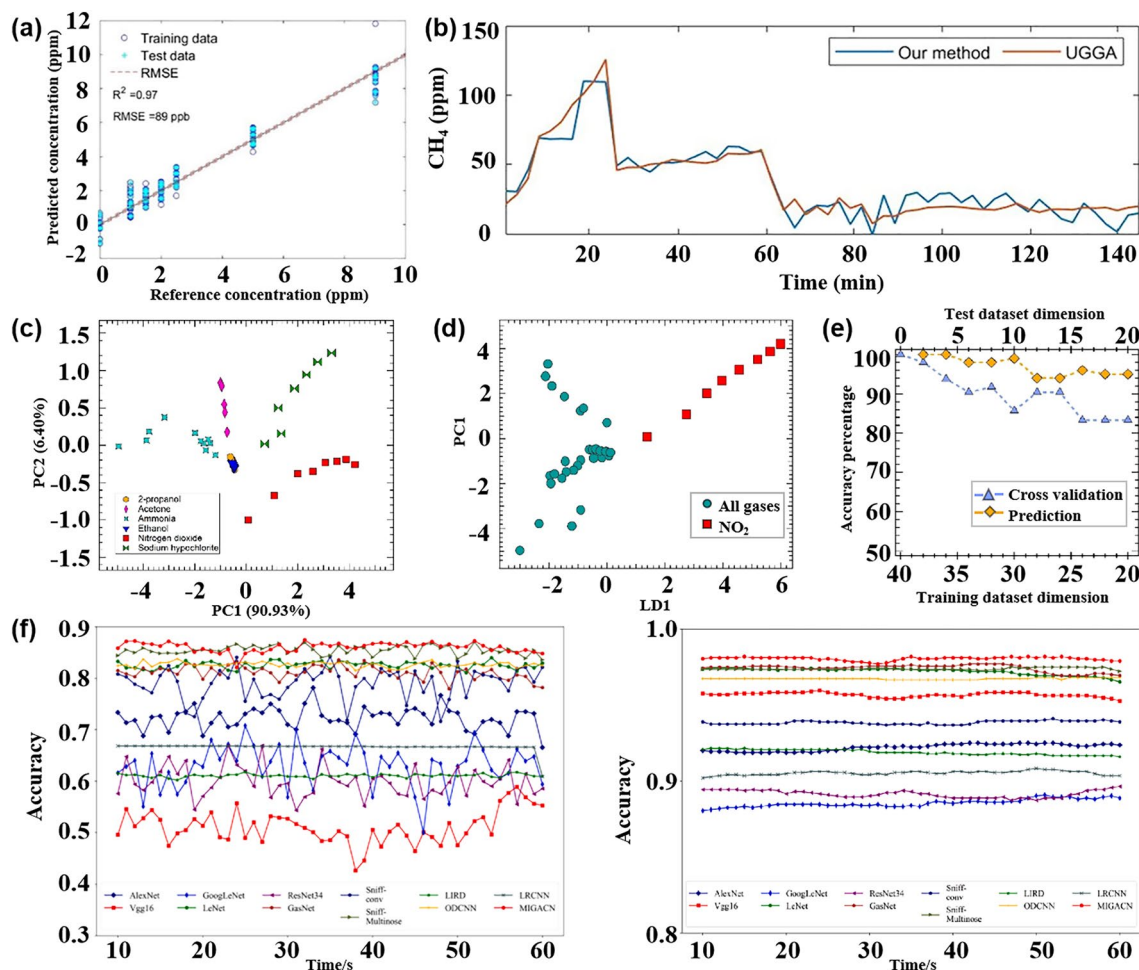 (a)
12
10
8
6
4
2
0
-2
Predicted concentration (ppm)
Training data
Test data
RMSE
R² =0.97
RMSE =89 ppb
0 2 4 6 8 10
Reference concentration (ppm)
(b)
150
100
50
0
CH₄ (ppm)
Our method UGGA
20 40 60 80 100 120 140
Time (min)
(c)
1.5
1.0
0.5
0.0
-0.5
-1.0
-1.5
PC2 (6.40%)
2-propanol
Acetone
Ammonia
Ethanol
Nitrogen dioxide
Sodium hypochlorite
-4 -2 0 2 4
PC1 (90.93%)
(d)
4
2
0
-2
-4
PC1
All gases
NO₂
-2 0 2 4 6
LD1
(e)
Test dataset dimension
0 5 10 15 20
100
90
80
70
60
50
Accuracy percentage
Cross validation
Prediction
40 35 30 25 20
Training dataset dimension
(f)
0.9
0.8
0.7
0.6
0.5
0.4
0.3
Accuracy
AlexNet GoogLeNet ResNet34 Sniff-conv LIRD LRCNN
Vgg16 LeNet GasNet Sniff-Multinose ODCNN MIGACN
10 20 30 40 50 60
Time/s
1.0
0.9
0.8
Accuracy
AlexNet GoogLeNet ResNet34 Sniff-conv LIRD LRCNN
Vgg16 LeNet GasNet Sniff-Multinose ODCNN MIGACN
10 20 30 40 50 60
Time/s